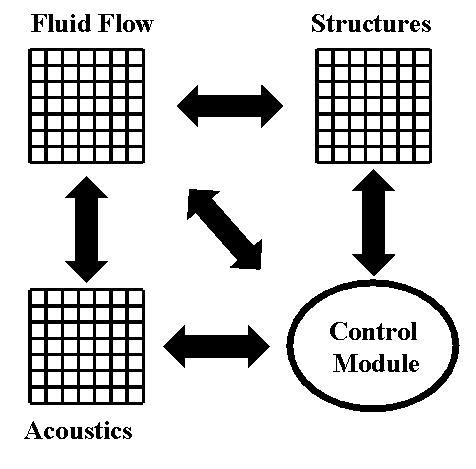 Fluid Flow
Structures
Control
Module
Acoustics